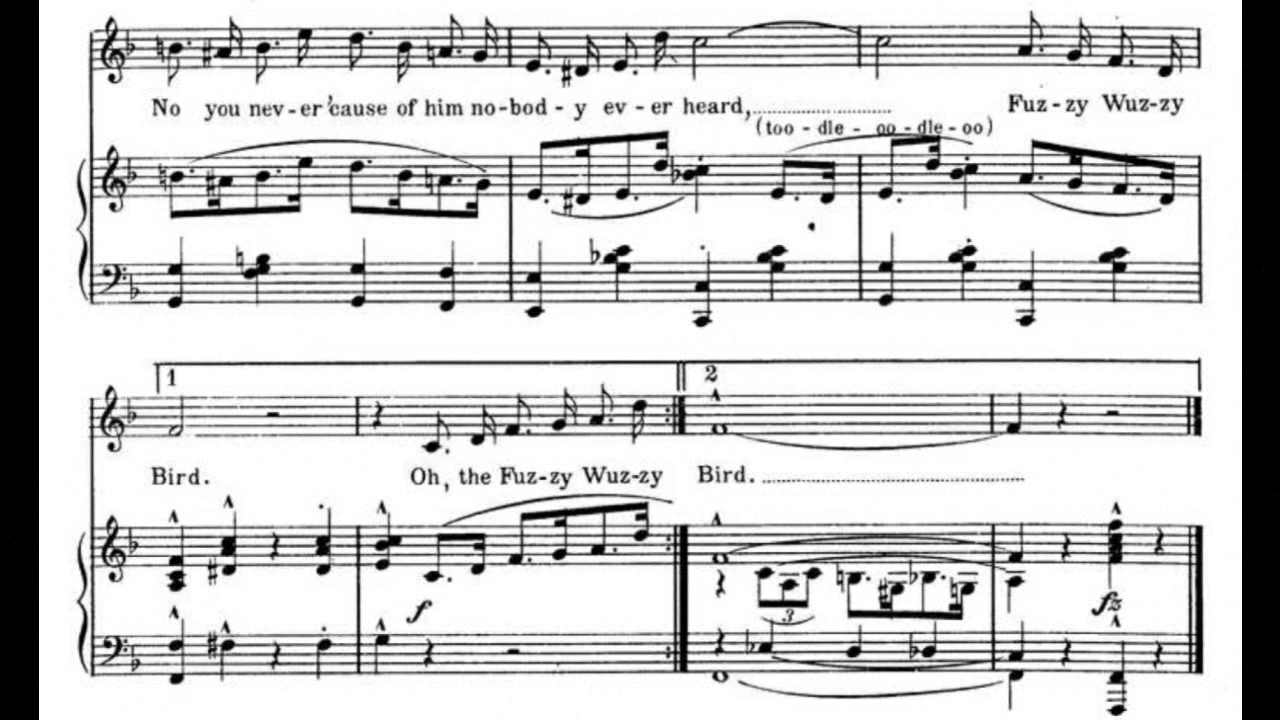 No you nev-er 'cause of him no-bod-y ev-er heard,........................
(too-dle-oo-dle-oo)
Fuz-zy Wuz-zy
1
2
Bird. Oh, the Fuz-zy Wuz-zy Bird.........................................
f
3
fz